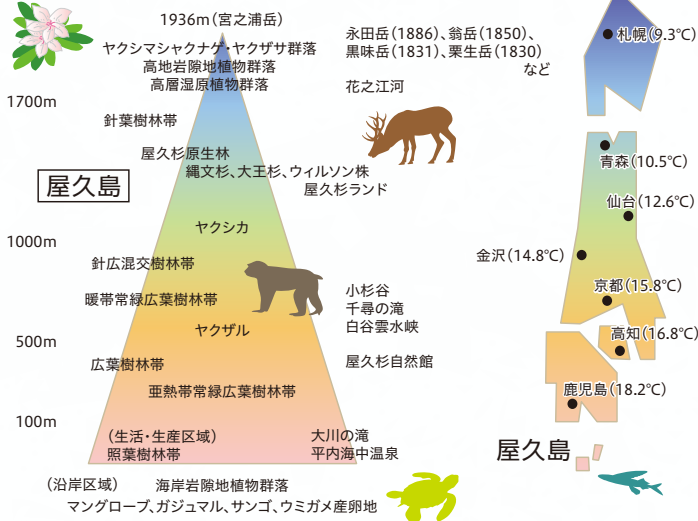 1936m(宮之浦岳)
ヤクシマシャクナゲ・ヤクザサ群落
高地岩隙地植物群落
高層湿原植物群落
永田岳(1886)、翁岳(1850)、
黒味岳(1831)、栗生岳(1830)
など
花之江河
1700m
針葉樹林帯
屋久杉原生林
縄文杉、大王杉、ウィルソン株
屋久杉ランド
屋久島
ヤクシカ
1000m
針広混交樹林帯
暖帯常緑広葉樹林帯
小杉谷
千尋の滝
白谷雲水峡
ヤクザル
500m
広葉樹林帯
屋久杉自然館
亜熱帯常緑広葉樹林帯
100m
(生活・生産区域)
照葉樹林帯
大川の滝
平内海中温泉
(沿岸区域)
海岸岩隙地植物群落
マングローブ、ガジュマル、サンゴ、ウミガメ産卵地
札幌(9.3℃)
青森(10.5℃)
仙台(12.6℃)
金沢(14.8℃)
京都(15.8℃)
高知(16.8℃)
鹿児島(18.2℃)
屋久島